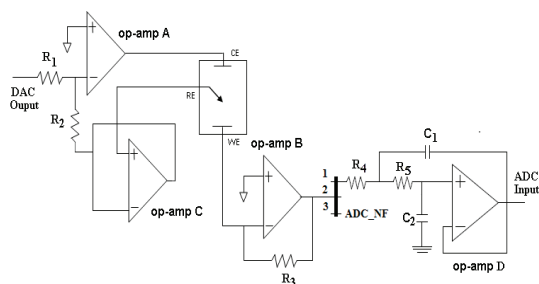 op-amp A
R1
DAC
Ouput
CE
RE
R2
WE
op-amp B
op-amp C
1
2
3
ADC_NF
R3
R4
C1
R5
C2
ADC
Input
op-amp D